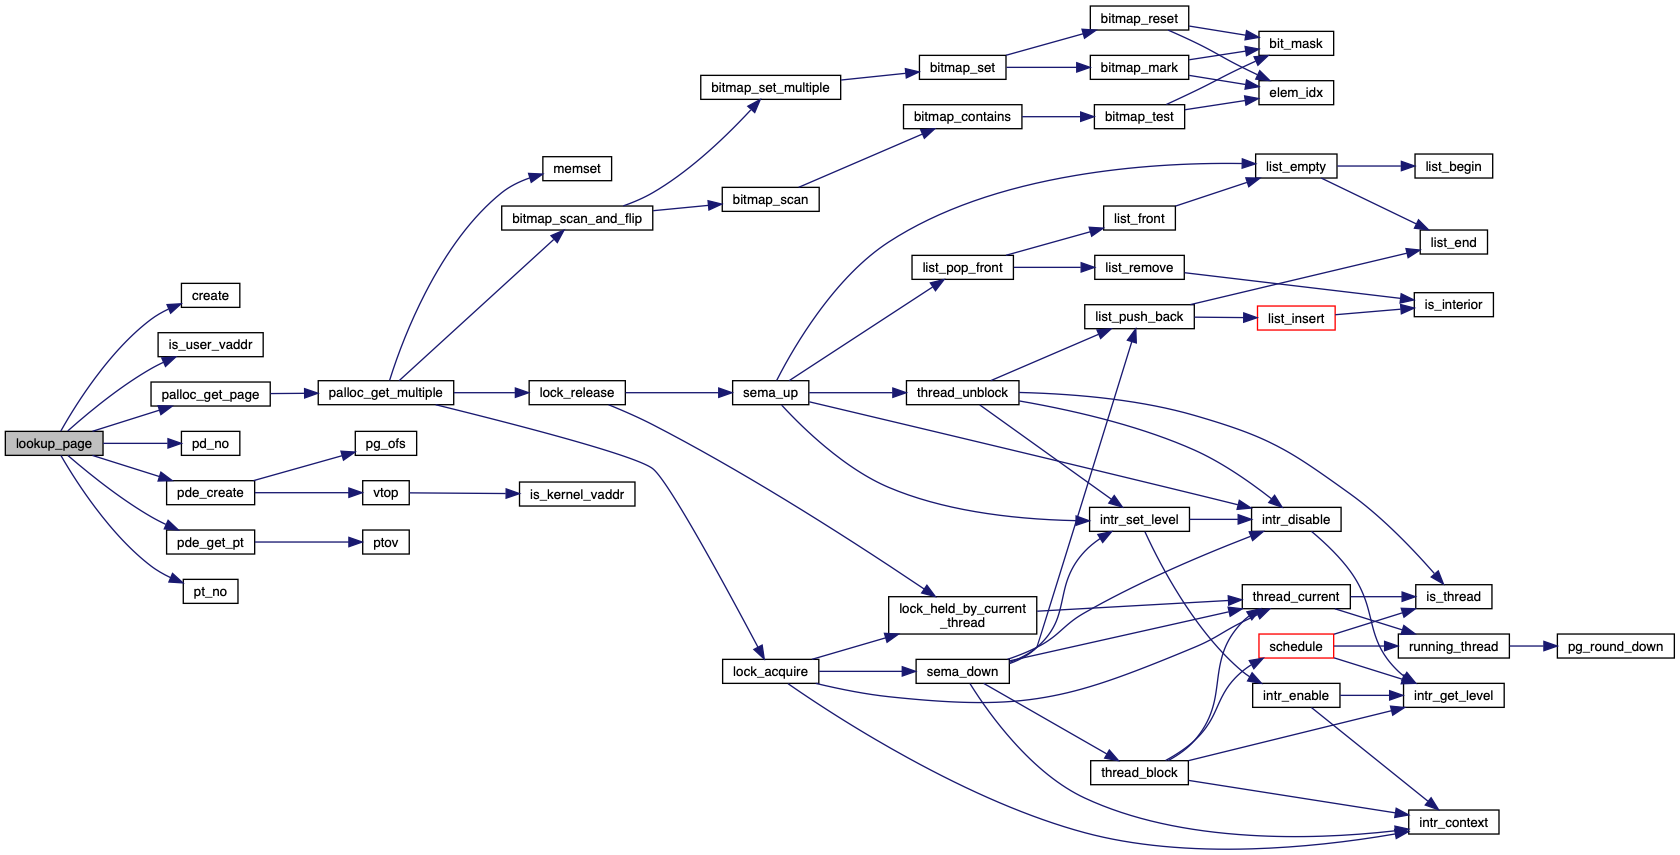 lookup_page
create
is_user_vaddr
palloc_get_page
pd_no
pde_create
pde_get_pt
pt_no
palloc_get_multiple
pg_ofs
vtop
ptov
memset
bitmap_scan_and_flip
lock_release
is_kernel_vaddr
bitmap_set_multiple
bitmap_scan
sema_up
lock_acquire
bitmap_set
bitmap_contains
list_pop_front
thread_unblock
lock_held_by_current
_thread
sema_down
bitmap_reset
bitmap_mark
bitmap_test
list_front
list_remove
list_push_back
intr_set_level
thread_block
bit_mask
elem_idx
list_empty
list_insert
intr_disable
thread_current
schedule
intr_enable
list_begin
list_end
is_interior
is_thread
running_thread
intr_get_level
intr_context
pg_round_down